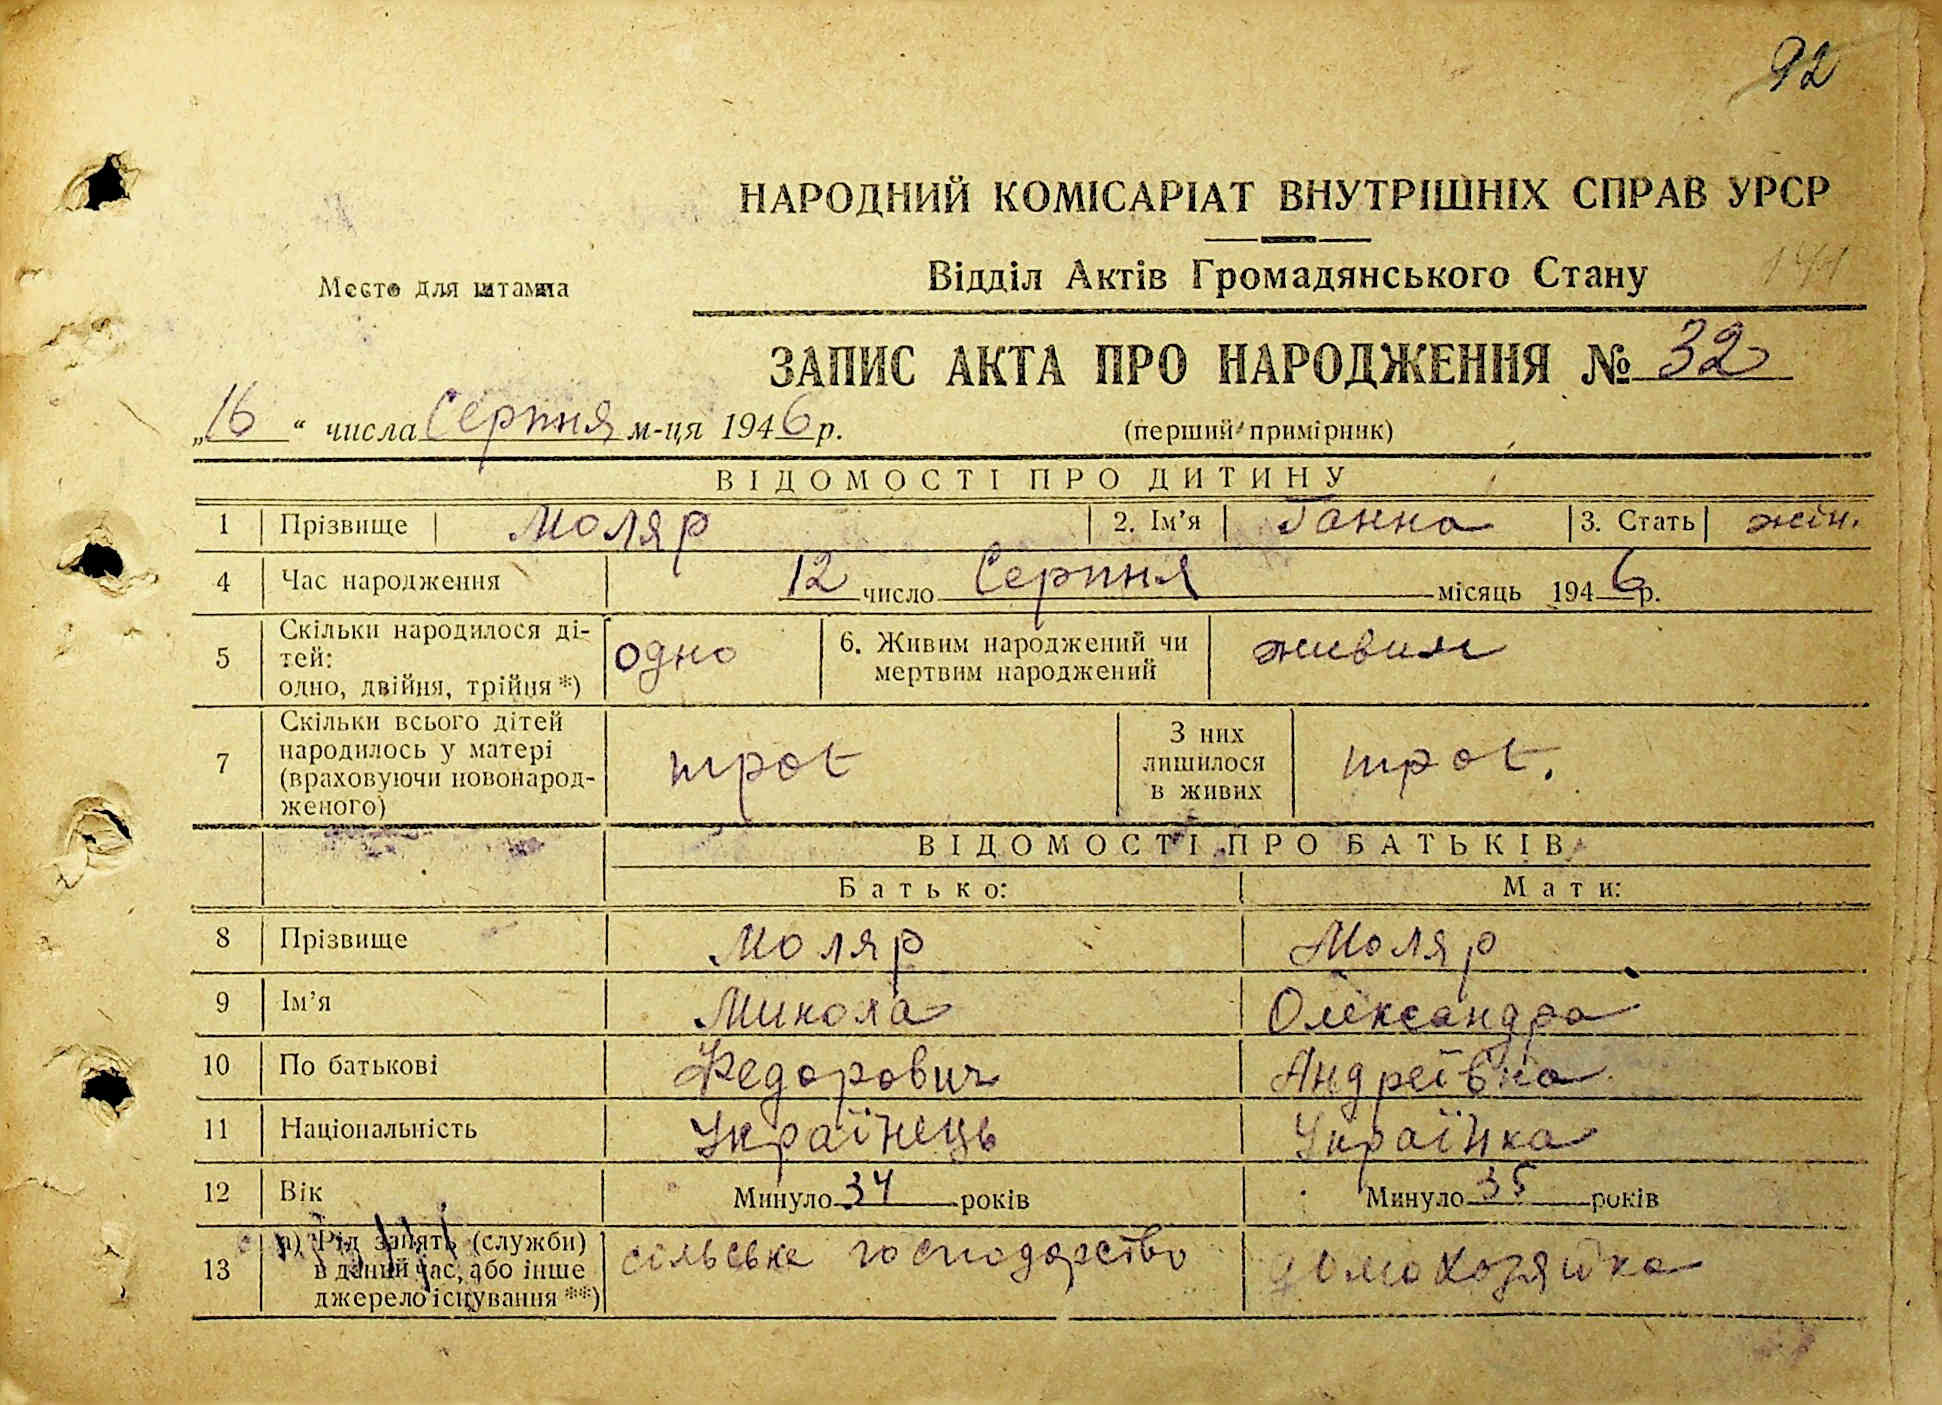 92
НАРОДНИЙ КОМІСАРІАТ ВНУТРІШНІХ СПРАВ УРСР
Место для штампа
Відділ Актів Громадянського Стану
ЗАПИС АКТА ПРО НАРОДЖЕННЯ № 32
„16“ числа Серпня м-ця 1946 р.
(перший примірник)
ВІДОМОСТІ ПРО ДИТИНУ
1 Прізвище Моляр 2. Ім’я Ганна 3. Стать жін.
4 Час народження 12 число Серпня місяць 1946 р.
5 Скільки народилося ді-
тей:
одно, двійня, трійня*)
одно
6. Живим народжений чи
мертвим народжений
живим
7 Скільки всього дітей
народилось у матері
(враховуючи новонарод-
женого)
троє
З них
лишилося
в живих
троє.
ВІДОМОСТІ ПРО БАТЬКІВ
Батько: Мати:
8 Прізвище Моляр Моляр
9 Ім’я Микола Олександра
10 По батькові Федорович Андреївна
11 Національність Українець Українка
12 Вік Минуло 34 років Минуло 35 років
13 а) Рід занять (служби)
в даний час, або інше
джерело існування**)
сільське господарство домохозяйка